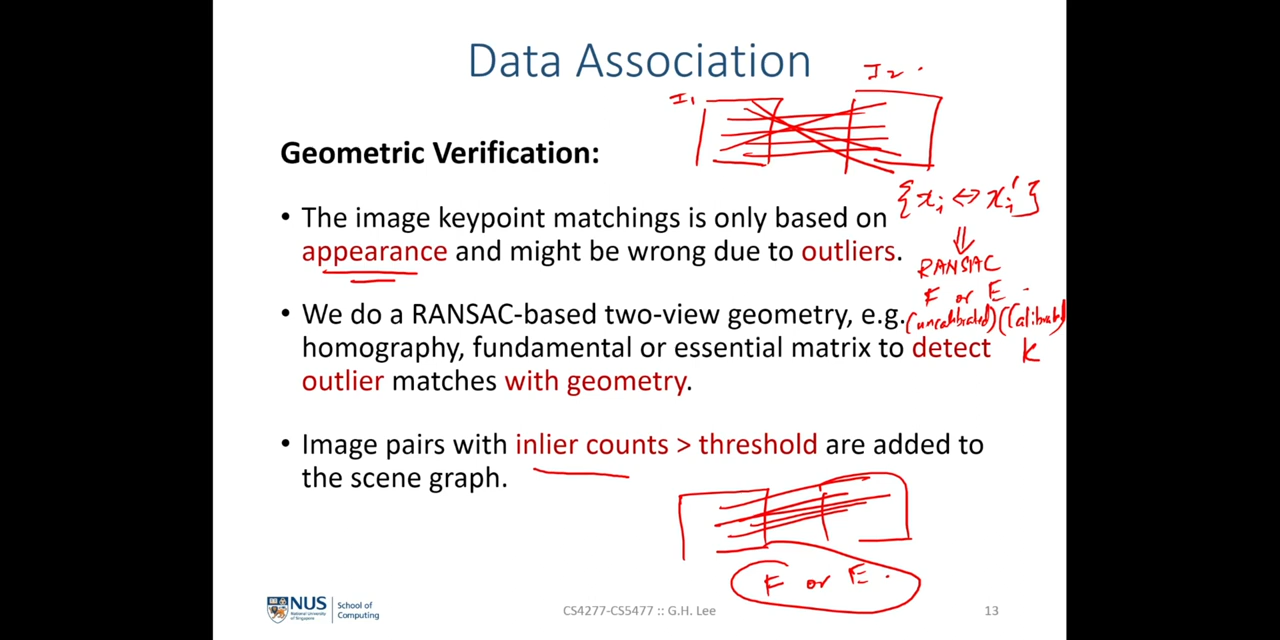 Data Association
I2
I1
Geometric Verification:
{xi ↔ xi'}
• The image keypoint matchings is only based on
appearance and might be wrong due to outliers.
⇓
RANSAC
F or E.
• We do a RANSAC-based two-view geometry, e.g.
(uncalibrated) (Calibrated)
homography, fundamental or essential matrix to detect
K
outlier matches with geometry.
• Image pairs with inlier counts > threshold are added to
the scene graph.
F or E.
NUS
National University
of Singapore
School of
Computing
CS4277-CS5477 :: G.H. Lee
13